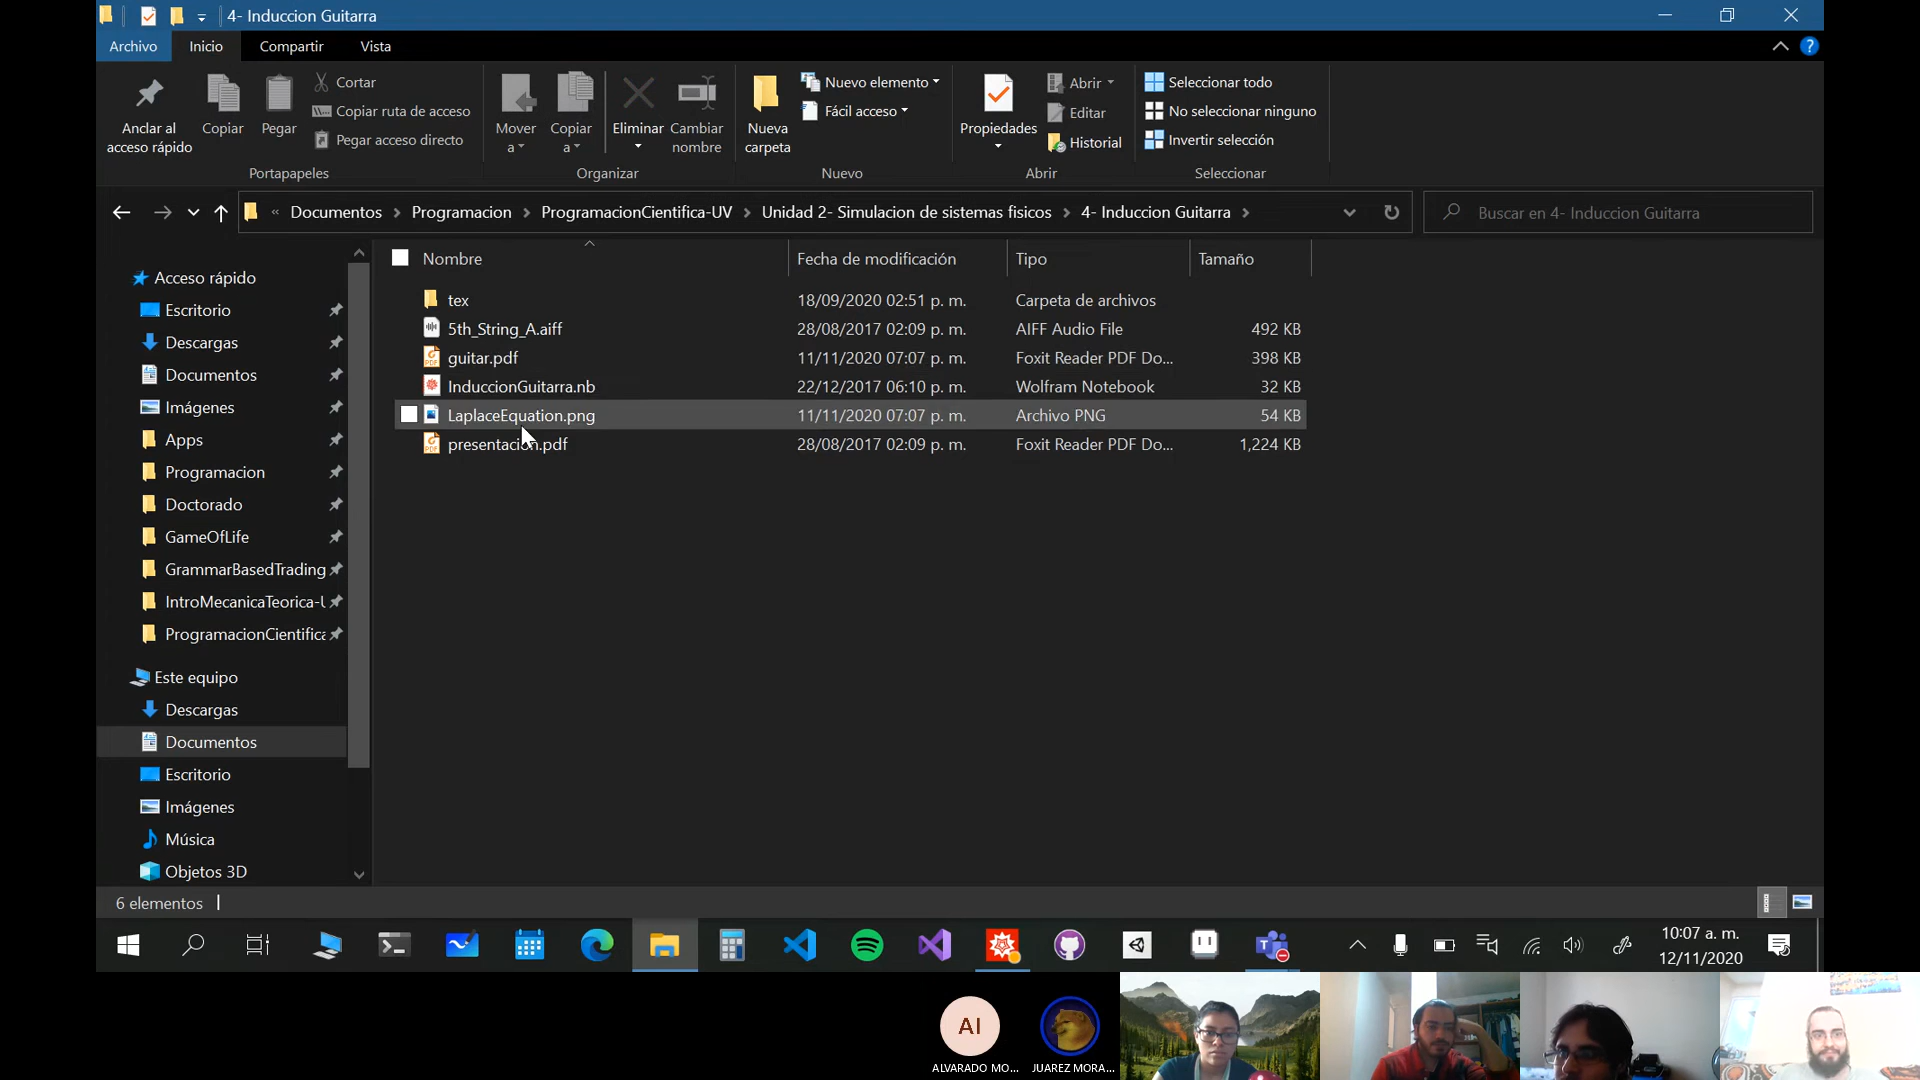 4- Induccion Guitarra
Archivo
Inicio
Compartir
Vista
Anclar al
acceso rápido
Copiar
Pegar
Cortar
Copiar ruta de acceso
Pegar acceso directo
Portapapeles
Mover
a
Copiar
a
Eliminar
Cambiar
nombre
Organizar
Nueva
carpeta
Nuevo elemento
Fácil acceso
Nuevo
Propiedades
Abrir
Editar
Historial
Abrir
Seleccionar todo
No seleccionar ninguno
Invertir selección
Seleccionar
« Documentos > Programacion > ProgramacionCientifica-UV > Unidad 2- Simulacion de sistemas fisicos > 4- Induccion Guitarra >
Buscar en 4- Induccion Guitarra
Acceso rápido
Escritorio
Descargas
Documentos
Imágenes
Apps
Programacion
Doctorado
GameOfLife
GrammarBasedTrading
IntroMecanicaTeorica-U
ProgramacionCientifica
Este equipo
Descargas
Documentos
Escritorio
Imágenes
Música
Objetos 3D
Nombre Fecha de modificación Tipo Tamaño
tex 18/09/2020 02:51 p. m. Carpeta de archivos
5th_String_A.aiff 28/08/2017 02:09 p. m. AIFF Audio File 492 KB
guitar.pdf 11/11/2020 07:07 p. m. Foxit Reader PDF Do... 398 KB
InduccionGuitarra.nb 22/12/2017 06:10 p. m. Wolfram Notebook 32 KB
LaplaceEquation.png 11/11/2020 07:07 p. m. Archivo PNG 54 KB
presentacion.pdf 28/08/2017 02:09 p. m. Foxit Reader PDF Do... 1,224 KB
6 elementos
10:07 a. m.
12/11/2020
AI
ALVARADO MO...
JUAREZ MORA...